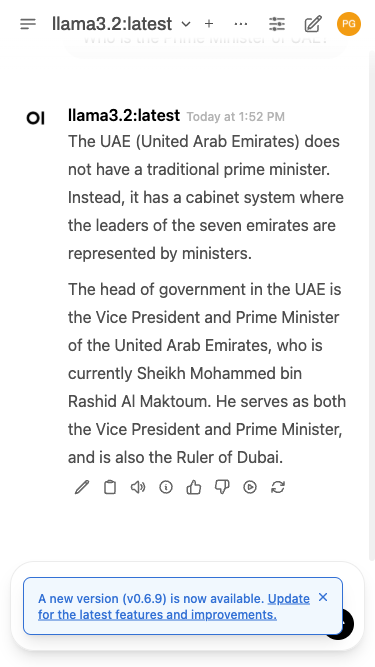 llama3.2:latest
PG
Who is the Prime Minister of UAE?
OI
llama3.2:latest Today at 1:52 PM
The UAE (United Arab Emirates) does
not have a traditional prime minister.
Instead, it has a cabinet system where
the leaders of the seven emirates are
represented by ministers.
The head of government in the UAE is
the Vice President and Prime Minister
of the United Arab Emirates, who is
currently Sheikh Mohammed bin
Rashid Al Maktoum. He serves as both
the Vice President and Prime Minister,
and is also the Ruler of Dubai.
A new version (v0.6.9) is now available. Update
for the latest features and improvements.